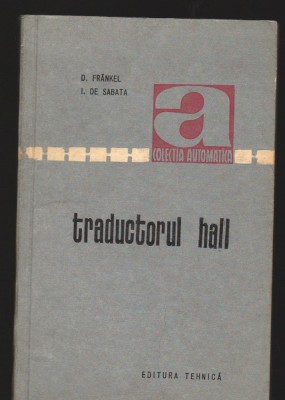 D. FRÄNKEL
I. DE SABATA
a
COLECȚIA AUTOMATICA
traductorul hall
EDITURA TEHNICĂ